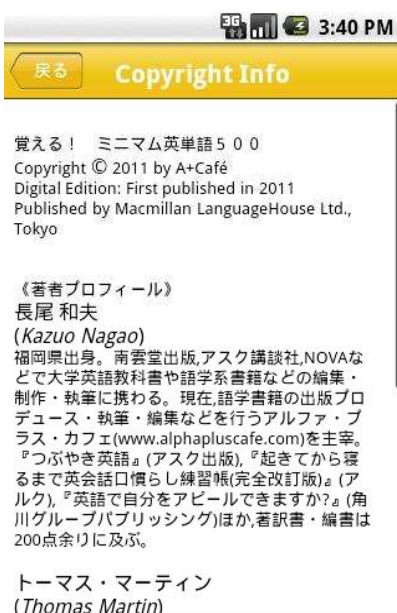 3G 3:40 PM
戻る Copyright Info
覚える！　ミニマム英単語５００
Copyright © 2011 by A+Café
Digital Edition: First published in 2011
Published by Macmillan LanguageHouse Ltd.,
Tokyo
《著者プロフィール》
長尾 和夫
(Kazuo Nagao)
福岡県出身。南雲堂出版,アスク講談社,NOVAな
どで大学英語教科書や語学系書籍などの編集・
制作・執筆に携わる。現在,語学書籍の出版プロ
デュース・執筆・編集などを行うアルファ・プ
ラス・カフェ(www.alphapluscafe.com)を主宰。
『つぶやき英語』(アスク出版),『起きてから寝
るまで英会話口慣らし練習帳(完全改訂版)』(ア
ルク),『英語で自分をアピールできますか?』(角
川グループパブリッシング)ほか,著訳書・編書は
200点余りに及ぶ。
トーマス・マーティン
(Thomas Martin)